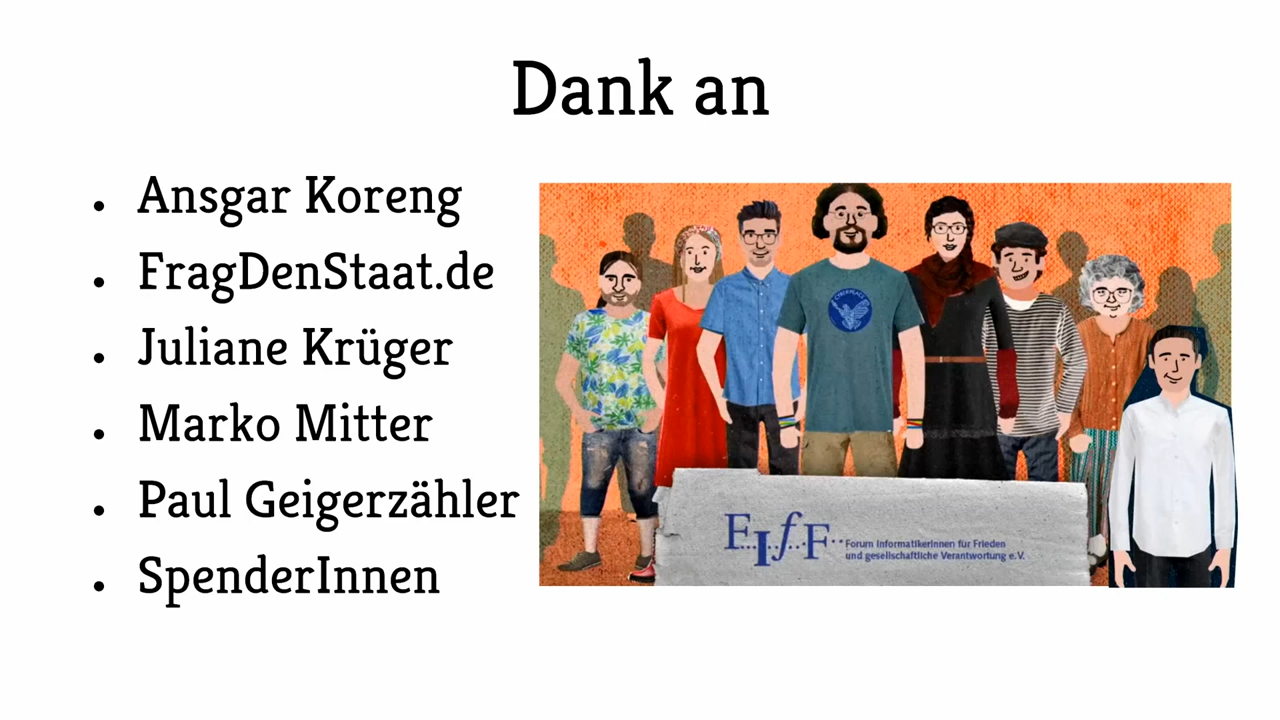 Dank an
• Ansgar Koreng
• FragDenStaat.de
• Juliane Krüger
• Marko Mitter
• Paul Geigerzähler
• SpenderInnen
CYBERPEACE
F..I..f..F..
Forum InformatikerInnen für Frieden
und gesellschaftliche Verantwortung e.V.